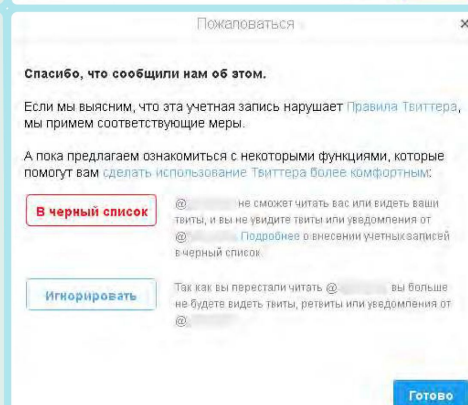 Пожаловаться
×
Спасибо, что сообщили нам об этом.
Если мы выясним, что эта учетная запись нарушает Правила Твиттера,
мы примем соответствующие меры.
А пока предлагаем ознакомиться с некоторыми функциями, которые
помогут вам сделать использование Твиттера более комфортным:
В черный список
@ не сможет читать вас или видеть ваши
твиты, и вы не увидите твиты или уведомления от
@ . Подробнее о внесении учетных записей
в черный список
Игнорировать
Так как вы перестали читать @ вы больше
не будете видеть твиты, ретвиты или уведомления от
@
Готово